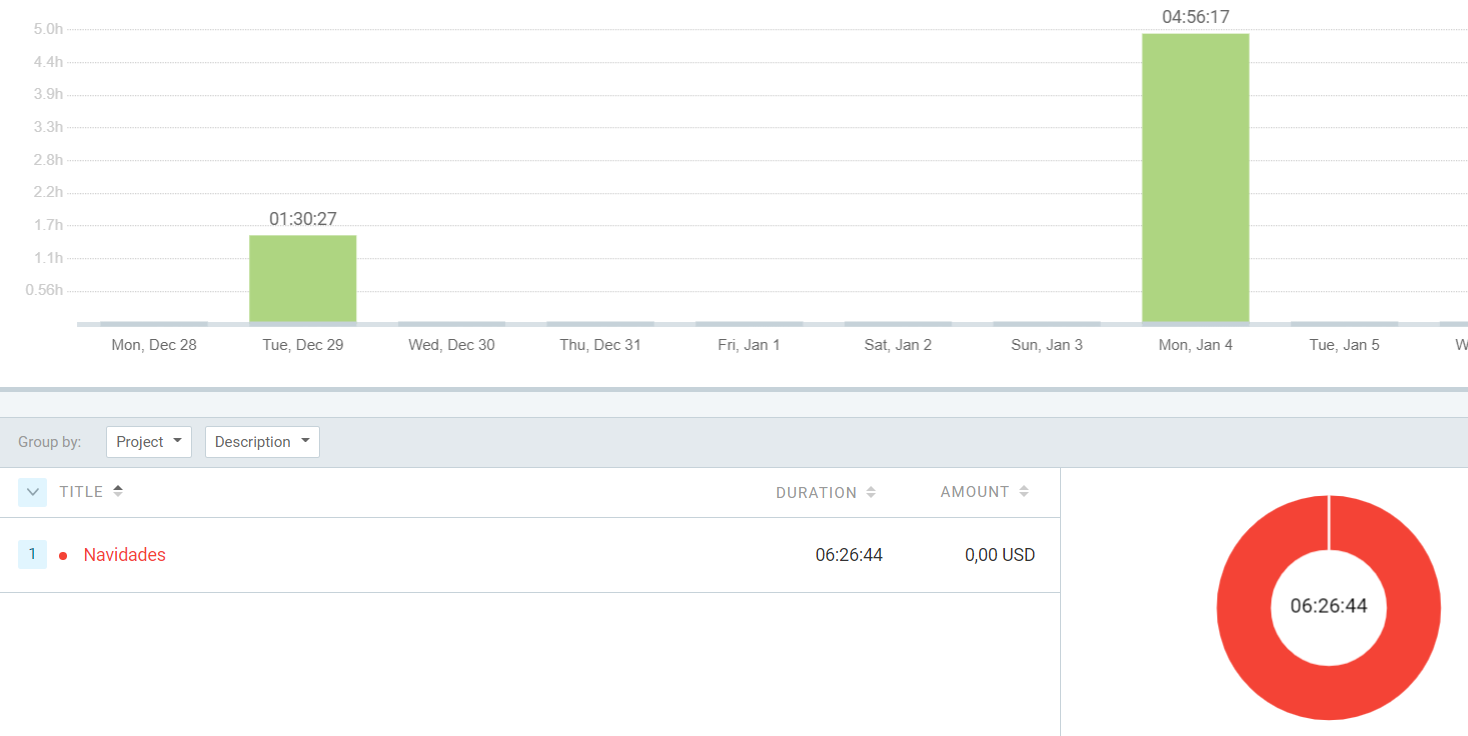 04:56:17
5.0h
4.4h
3.9h
3.3h
2.8h
2.2h
01:30:27
1.7h
1.1h
0.56h
Mon, Dec 28 Tue, Dec 29 Wed, Dec 30 Thu, Dec 31 Fri, Jan 1 Sat, Jan 2 Sun, Jan 3 Mon, Jan 4 Tue, Jan 5 W
Group by: Project Description
TITLE DURATION AMOUNT
1 Navidades 06:26:44 0,00 USD
06:26:44